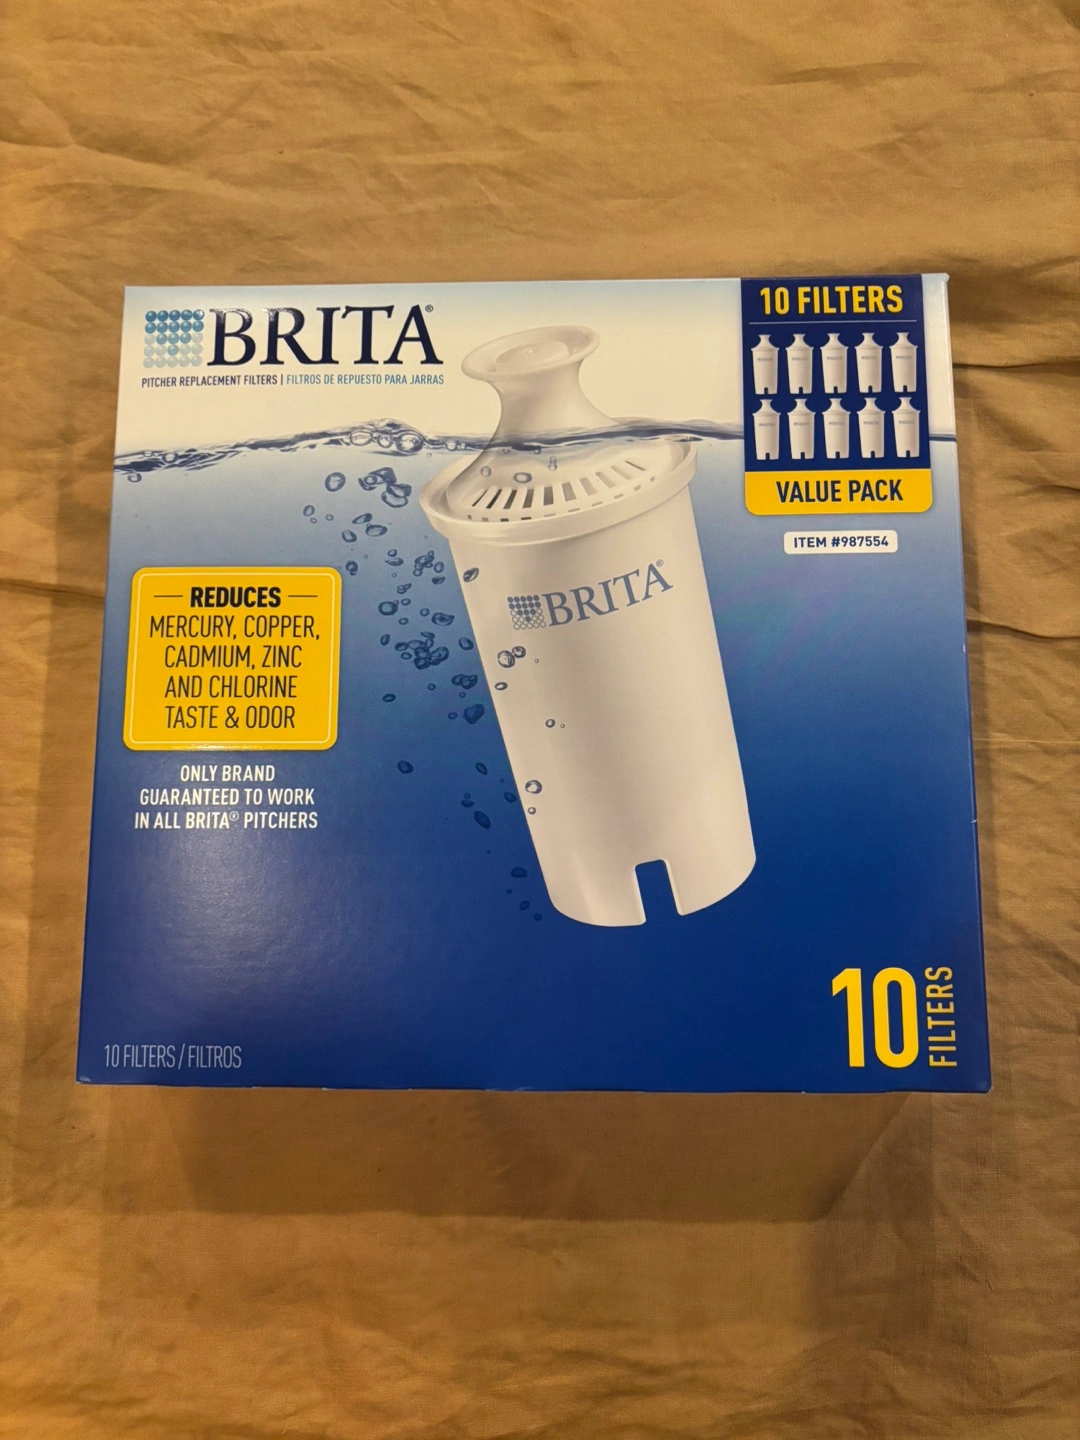 BRITA®
PITCHER REPLACEMENT FILTERS | FILTROS DE REPUESTO PARA JARRAS
10 FILTERS
VALUE PACK
ITEM #987554
BRITA®
REDUCES
MERCURY, COPPER,
CADMIUM, ZINC
AND CHLORINE
TASTE & ODOR
ONLY BRAND
GUARANTEED TO WORK
IN ALL BRITA® PITCHERS
10 FILTERS
10 FILTERS / FILTROS